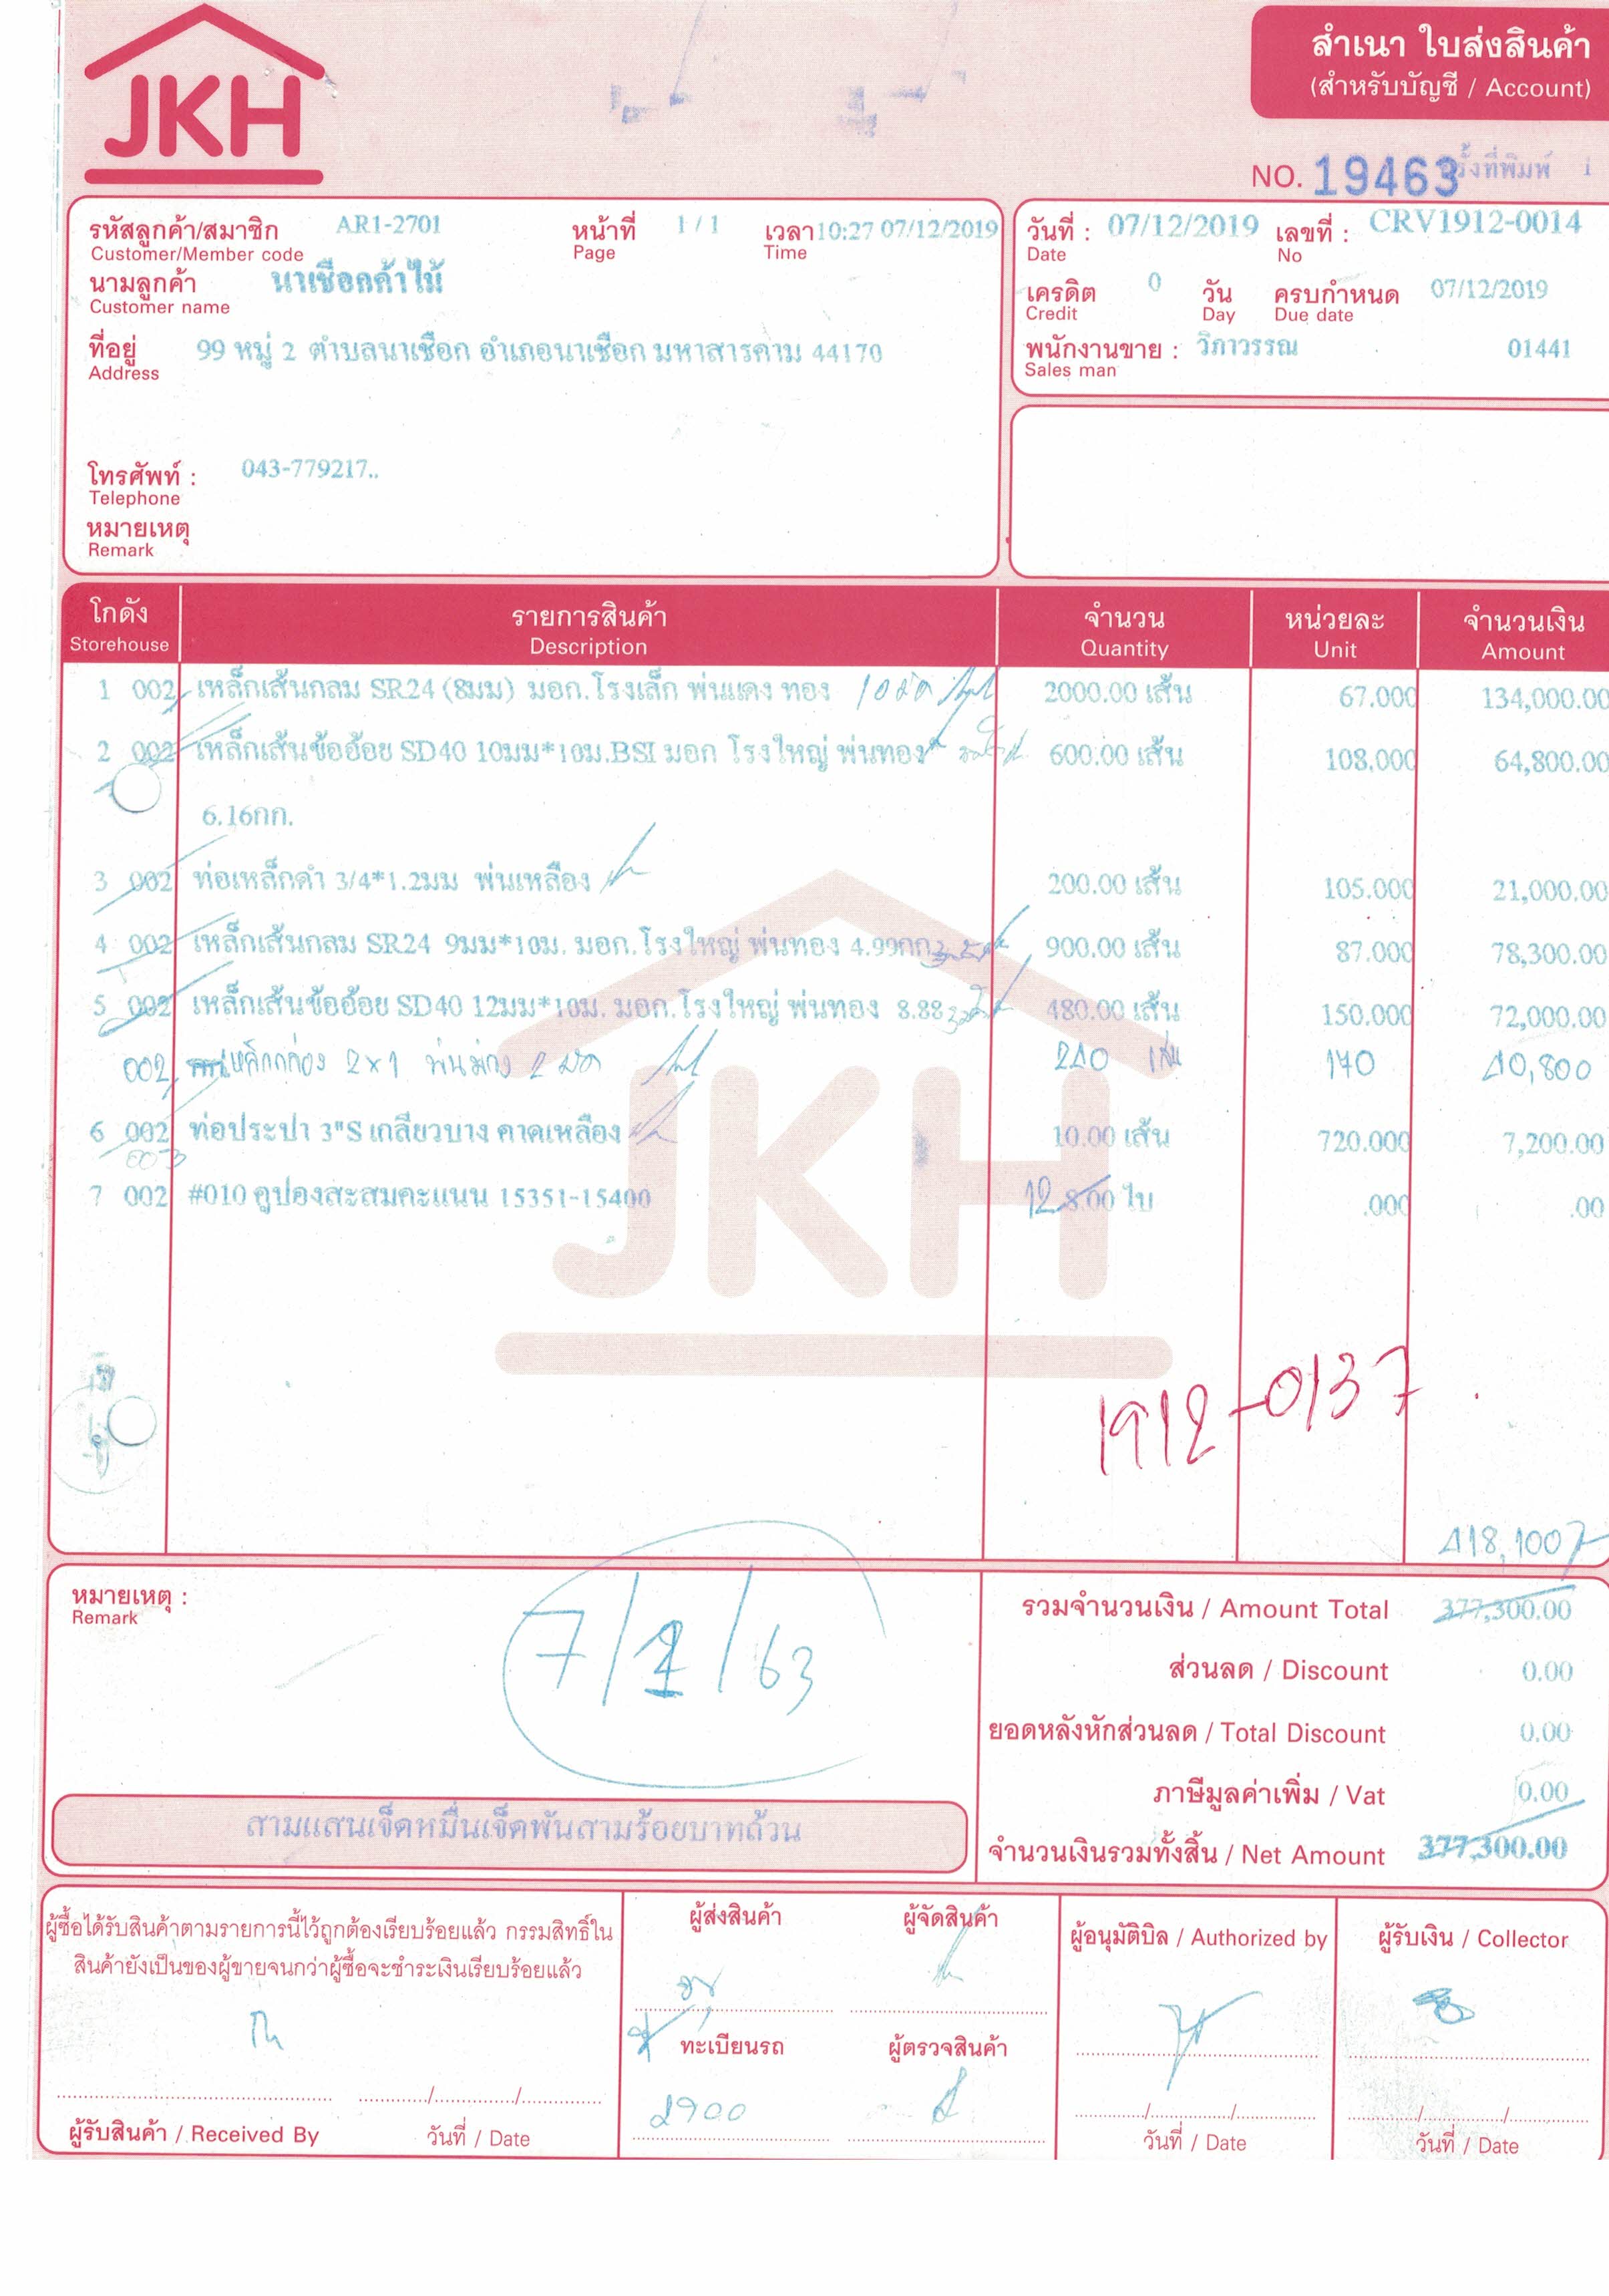 JKH
สำเนา ใบส่งสินค้า
(สำหรับบัญชี / Account)
NO. 19463 ครั้งที่พิมพ์ 1
รหัสลูกค้า/สมาชิก AR1-2701 หน้าที่ 1 / 1 เวลา 10:27 07/12/2019
Customer/Member code Page Time
นามลูกค้า นาเชือกค้าไม้
Customer name
ที่อยู่ 99 หมู่ 2 ตำบลนาเชือก อำเภอนาเชือก มหาสารคาม 44170
Address
โทรศัพท์ : 043-779217..
Telephone
หมายเหตุ
Remark
วันที่ : 07/12/2019 เลขที่ : CRV1912-0014
Date No
เครดิต 0 วัน ครบกำหนด 07/12/2019
Credit Day Due date
พนักงานขาย : วิภาวรรณ 01441
Sales man
โกดัง รายการสินค้า จำนวน หน่วยละ จำนวนเงิน
Storehouse Description Quantity Unit Amount
1 002 เหล็กเส้นกลม SR24 (8มม) มอก.โรงเล็ก พ่นแดง ทอง 10 มัด 2000.00 เส้น 67.000 134,000.00
2 002 เหล็กเส้นข้ออ้อย SD40 10มม*10ม.BSI มอก โรงใหญ่ พ่นทอง 600.00 เส้น 108.000 64,800.00
6.16กก.
3 002 ท่อเหล็กดำ 3/4*1.2มม พ่นเหลือง 200.00 เส้น 105.000 21,000.00
4 002 เหล็กเส้นกลม SR24 9มม*10ม. มอก.โรงใหญ่ พ่นทอง 4.99กก 900.00 เส้น 87.000 78,300.00
5 002 เหล็กเส้นข้ออ้อย SD40 12มม*10ม. มอก.โรงใหญ่ พ่นทอง 8.88 480.00 เส้น 150.000 72,000.00
002 เหล็กกล่อง 2x1 พ่นม่วง 2 มัด 240 เส้น 170 40,800
6 002 ท่อประปา 3"S เกลียวบาง คาดเหลือง 10.00 เส้น 720.000 7,200.00
003
7 002 #010 คูปองสะสมคะแนน 15351-15400 12 8.00 ใบ .000 .00
JKH
1912-0137
418,100
หมายเหตุ :
Remark
7/1/63
รวมจำนวนเงิน / Amount Total 377,300.00
ส่วนลด / Discount 0.00
ยอดหลังหักส่วนลด / Total Discount 0.00
ภาษีมูลค่าเพิ่ม / Vat 0.00
สามแสนเจ็ดหมื่นเจ็ดพันสามร้อยบาทถ้วน
จำนวนเงินรวมทั้งสิ้น / Net Amount 377,300.00
ผู้ซื้อได้รับสินค้าตามรายการนี้ไว้ถูกต้องเรียบร้อยแล้ว กรรมสิทธิ์ใน
สินค้ายังเป็นของผู้ขายจนกว่าผู้ซื้อจะชำระเงินเรียบร้อยแล้ว
ผู้รับสินค้า / Received By วันที่ / Date
ผู้ส่งสินค้า ผู้จัดสินค้า
ทะเบียนรถ ผู้ตรวจสินค้า
2900
ผู้อนุมัติบิล / Authorized by
วันที่ / Date
ผู้รับเงิน / Collector
วันที่ / Date